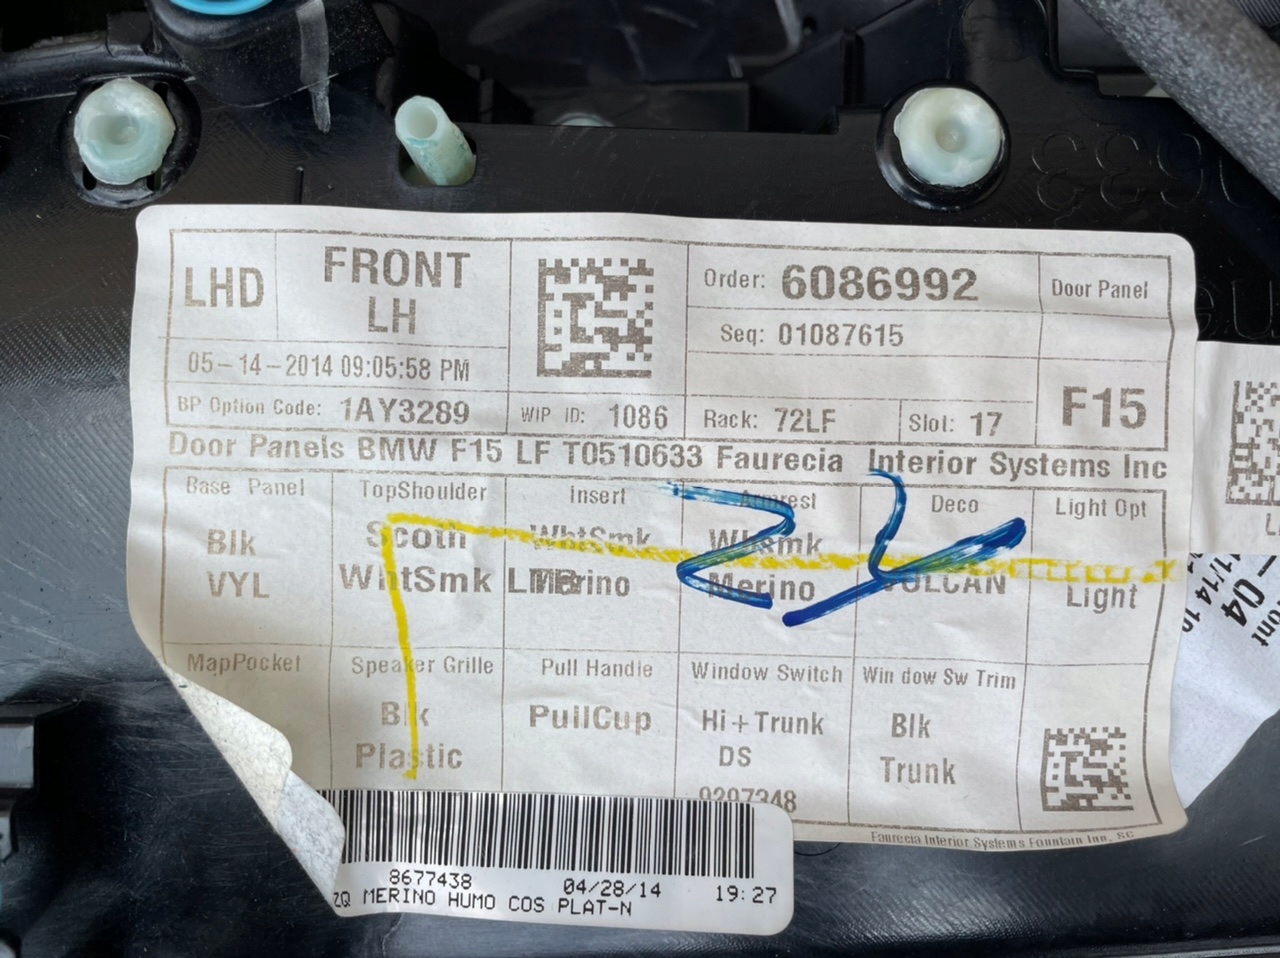 LHD
FRONT
LH
Order: 6086992
Door Panel
Seq: 01087615
05-14-2014 09:05:58 PM
BP Option Code: 1AY3289
WIP ID: 1086
Rack: 72LF
Slot: 17
F15
Door Panels BMW F15 LF T0510633 Faurecia Interior Systems Inc
Base Panel
TopShoulder
Insert
Armrest
Deco
Light Opt
Blk
Scoth
WhtSmk
VYL
WhtSmk
Merino
Merino
VULCAN
Light
MapPocket
Speaker Grille
Pull Handle
Window Switch
Win dow Sw Trim
Blk
PullCup
Hi+Trunk
Blk
Plastic
DS
Trunk
Faurecia Interior Systems Fountain Inn, SC
8677438 04/28/14 19:27
MERINO HUMO COS PLAT-N